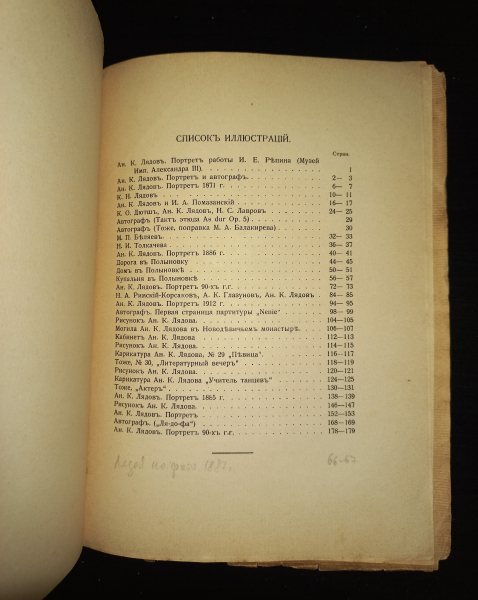 СПИСОКЪ ИЛЛЮСТРАЦІЙ.
Стран.
Ан. К. Лядовъ. Портретъ работы И. Е. Рѣпина (Музей
Имп. Александра III). 1
Ан. К. Лядовъ. Портретъ и автографъ. 2— 3
Ан. К. Лядовъ. Портретъ 1871 г. 6— 7
К. Н. Лядовъ 10— 11
Ан. К. Лядовъ и И. А. Помазанскій 16— 17
К. О. Дютшъ, Ан. К. Лядовъ, Н. С. Лавровъ 24— 25
Автографъ (Тактъ этюда As dur Op. 5) 29
Автографъ (Тоже, поправка М. А. Балакирева) 30
М. П. Бѣляевъ 32— 33
Н. И. Толкачева 36— 37
Ан. К. Лядовъ. Портретъ 1886 г. 40— 41
Дорога въ Полыновку 44— 45
Домъ въ Полыновкѣ 50— 51
Купальня въ Полыновкѣ 56— 57
Ан. К. Лядовъ. Портретъ 90-хъ г.г. 72— 73
Н. А. Римскій-Корсаковъ, А. К. Глазуновъ, Ан. К. Лядовъ 84— 85
Ан. К. Лядовъ. Портретъ 1912 г. 94— 95
Автографъ. Первая страница партитуры „Nenie“ 98— 99
Рисунокъ Ан. К. Лядова. 104—105
Могила Ан. К. Лядова в Новодѣвичьемъ монастырѣ. 106—107
Кабинетъ Ан. К. Лядова 112—113
Рисунокъ Ан. К. Лядова. 114—115
Каррикатура Ан. К. Лядова, № 29 „Пѣвица“. 116—117
Тоже, № 30, „Литературный вечеръ“ 118—119
Рисунокъ Ан. К. Лядова. 120—121
Каррикатура Ан. К. Лядова „Учитель танцевъ“ 124—125
Тоже, „Актеръ“ 130—131
Ан. К. Лядовъ. Портретъ 1865 г. 138—139
Рисунокъ Ан. К. Лядова. 146—147
Ан. К. Лядовъ. Портретъ 152—153
Автографъ. („Ля-до-фа“) 168—169
Ан. К. Лядовъ. Портретъ 90-хъ г.г. 178—179